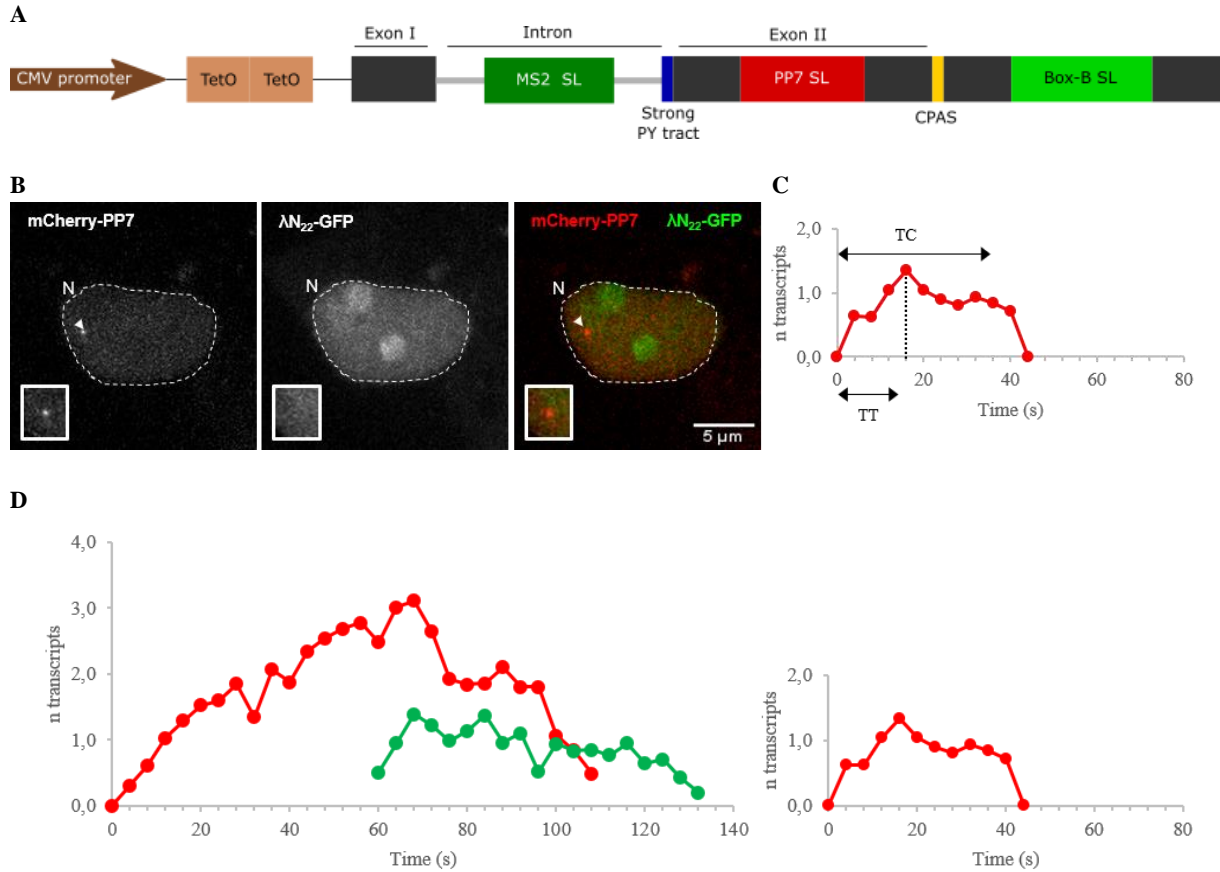 A
Exon I
Intron
Exon II
CMV promoter
TetO
TetO
MS2 SL
PP7 SL
Box-B SL
Strong
PY tract
CPAS
B
mCherry-PP7
N
λN22-GFP
mCherry-PP7 λN22-GFP
N
5 µm
C
2,0
1,0
0,0
n transcripts
TC
0 20 40 60 80
TT
Time (s)
D
4,0
3,0
2,0
1,0
0,0
n transcripts
0 20 40 60 80 100 120 140
Time (s)
2,0
1,0
0,0
n transcripts
0 20 40 60 80
Time (s)